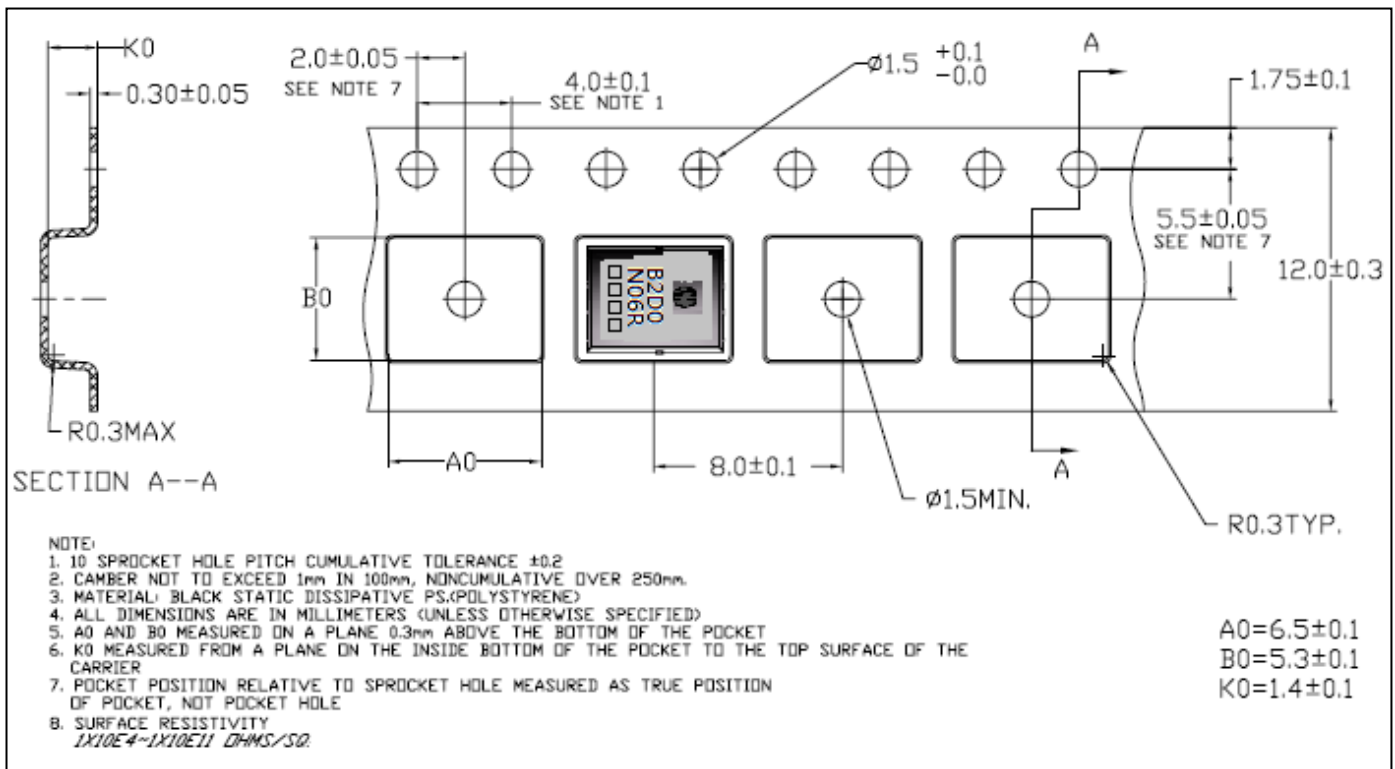 K0
0.30±0.05
2.0±0.05
SEE NOTE 7
4.0±0.1
SEE NOTE 1
Ø1.5 +0.1
-0.0
A
1.75±0.1
5.5±0.05
SEE NOTE 7
12.0±0.3
B0
B2D0
N06R
□□□□
R0.3MAX
SECTION A--A
A0
8.0±0.1
Ø1.5MIN.
A
R0.3TYP.
NOTE:
1. 10 SPROCKET HOLE PITCH CUMULATIVE TOLERANCE ±0.2
2. CAMBER NOT TO EXCEED 1mm IN 100mm, NONCUMULATIVE OVER 250mm.
3. MATERIAL: BLACK STATIC DISSIPATIVE PS.(POLYSTYRENE)
4. ALL DIMENSIONS ARE IN MILLIMETERS (UNLESS OTHERWISE SPECIFIED)
5. A0 AND B0 MEASURED ON A PLANE 0.3mm ABOVE THE BOTTOM OF THE POCKET
6. K0 MEASURED FROM A PLANE ON THE INSIDE BOTTOM OF THE POCKET TO THE TOP SURFACE OF THE
CARRIER
7. POCKET POSITION RELATIVE TO SPROCKET HOLE MEASURED AS TRUE POSITION
OF POCKET, NOT POCKET HOLE
8. SURFACE RESISTIVITY
1X10E4~1X10E11 OHMS/SQ.
A0=6.5±0.1
B0=5.3±0.1
K0=1.4±0.1